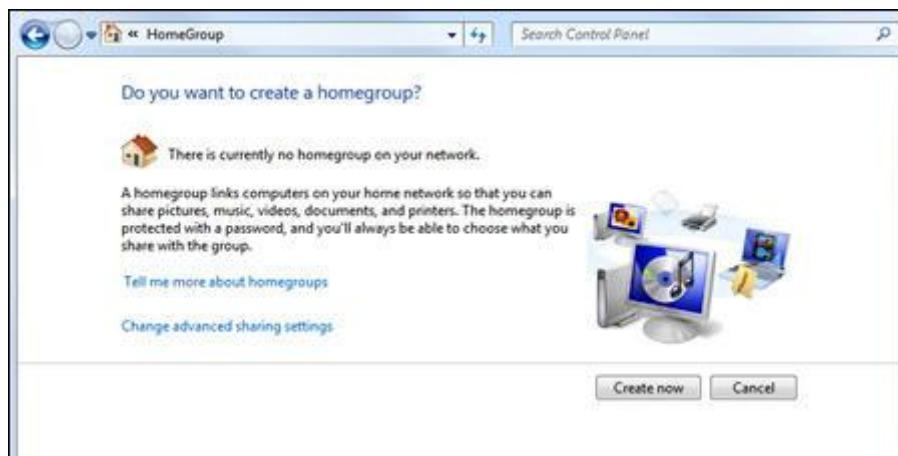 « HomeGroup
Search Control Panel
Do you want to create a homegroup?
There is currently no homegroup on your network.
A homegroup links computers on your home network so that you can
share pictures, music, videos, documents, and printers. The homegroup is
protected with a password, and you'll always be able to choose what you
share with the group.
Tell me more about homegroups
Change advanced sharing settings
Create now
Cancel